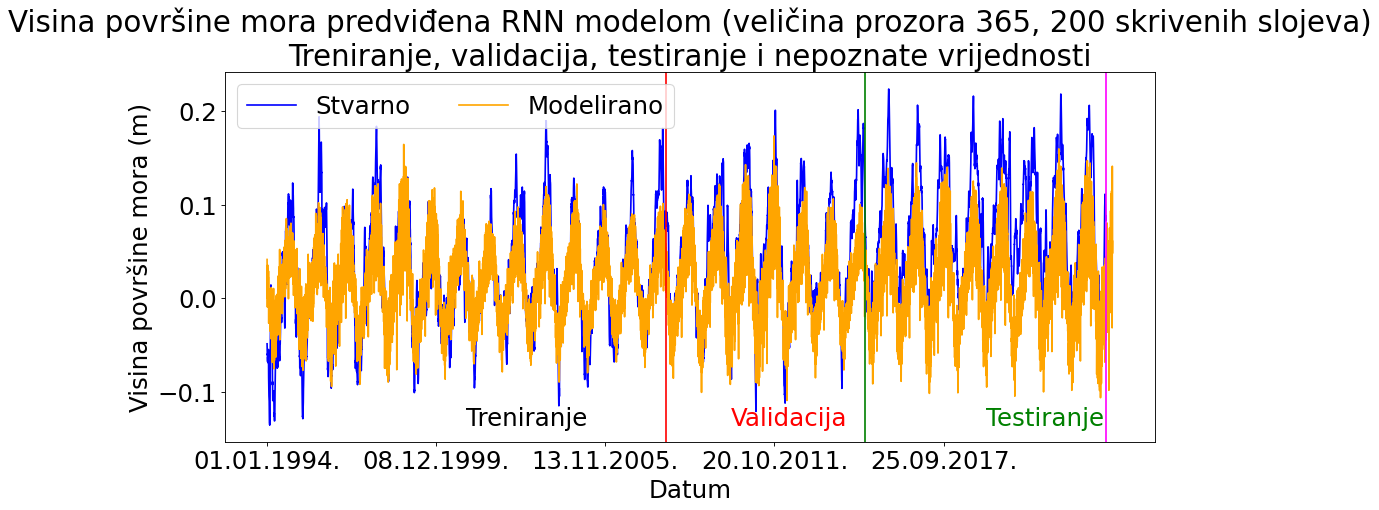 Visina površine mora predviđena RNN modelom (veličina prozora 365, 200 skrivenih slojeva)
Treniranje, validacija, testiranje i nepoznate vrijednosti
Stvarno Modelirano
Visina površine mora (m)
0.2
0.1
0.0
−0.1
Treniranje Validacija Testiranje
01.01.1994. 08.12.1999. 13.11.2005. 20.10.2011. 25.09.2017.
Datum